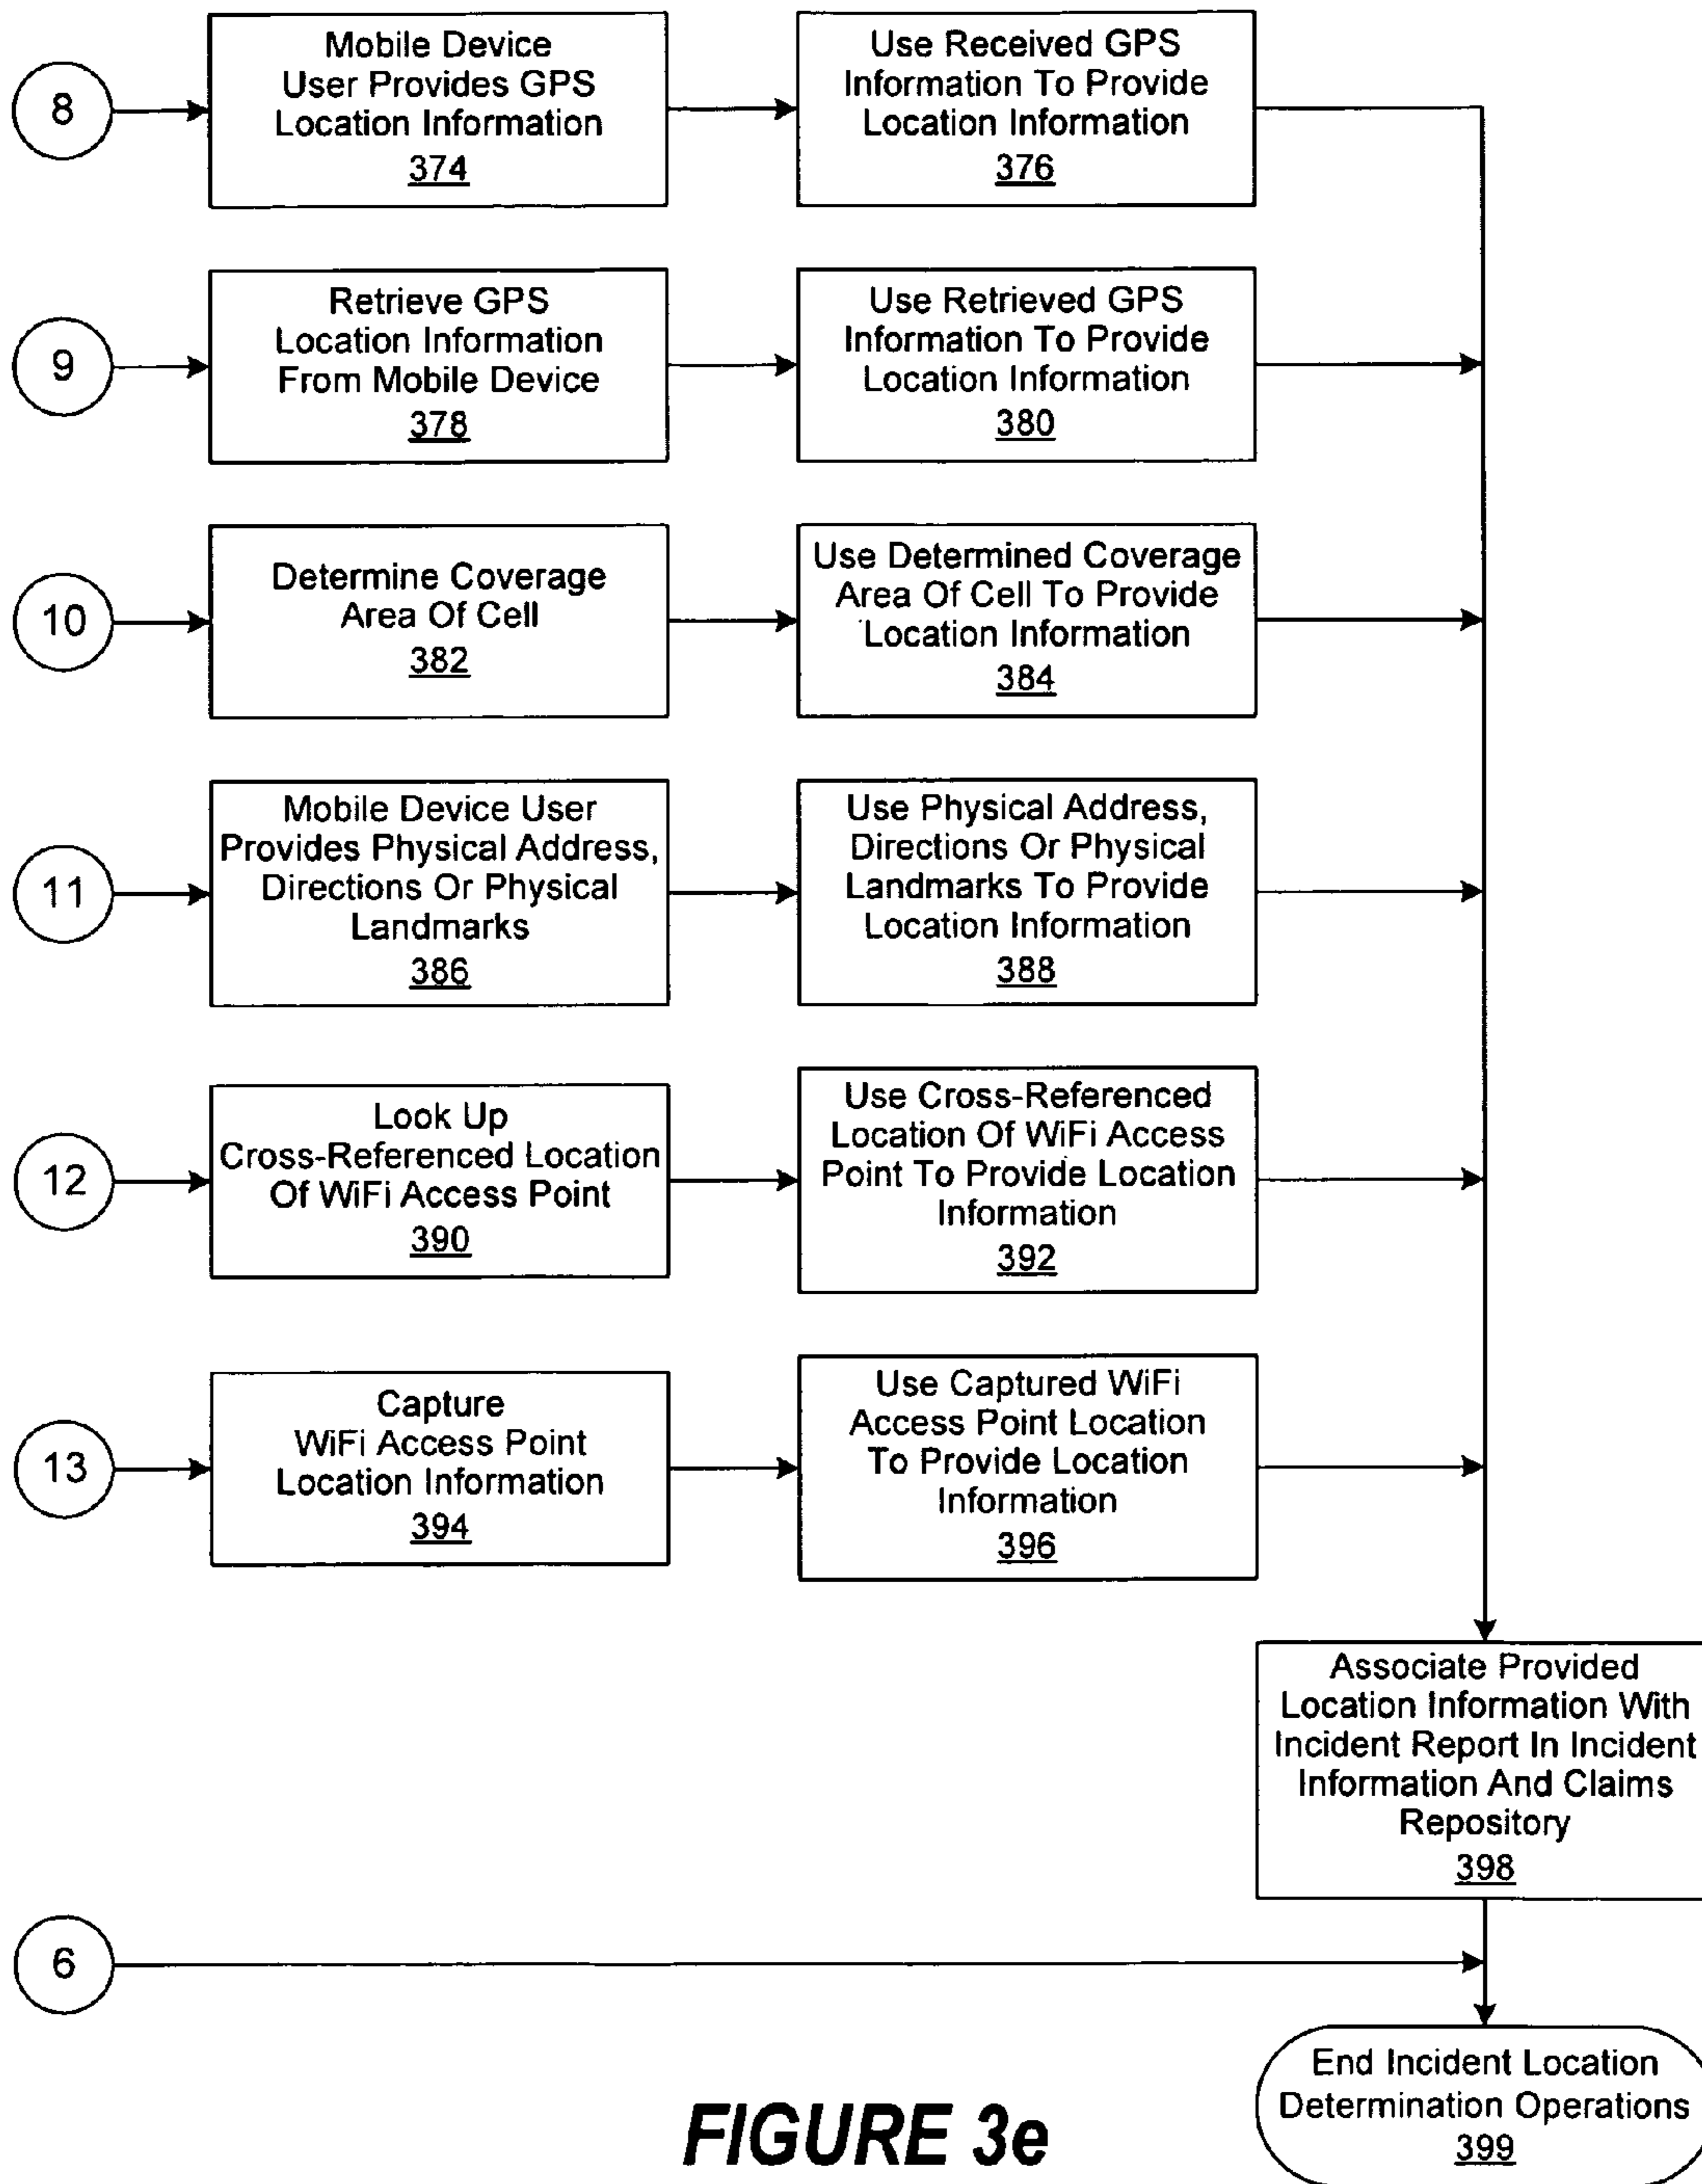 8
Mobile Device
User Provides GPS
Location Information
374
Use Received GPS
Information To Provide
Location Information
376
9
Retrieve GPS
Location Information
From Mobile Device
378
Use Retrieved GPS
Information To Provide
Location Information
380
10
Determine Coverage
Area Of Cell
382
Use Determined Coverage
Area Of Cell To Provide
Location Information
384
11
Mobile Device User
Provides Physical Address,
Directions Or Physical
Landmarks
386
Use Physical Address,
Directions Or Physical
Landmarks To Provide
Location Information
388
12
Look Up
Cross-Referenced Location
Of WiFi Access Point
390
Use Cross-Referenced
Location Of WiFi Access
Point To Provide Location
Information
392
13
Capture
WiFi Access Point
Location Information
394
Use Captured WiFi
Access Point Location
To Provide Location
Information
396
Associate Provided
Location Information With
Incident Report In Incident
Information And Claims
Repository
398
6
End Incident Location
Determination Operations
399
FIGURE 3e